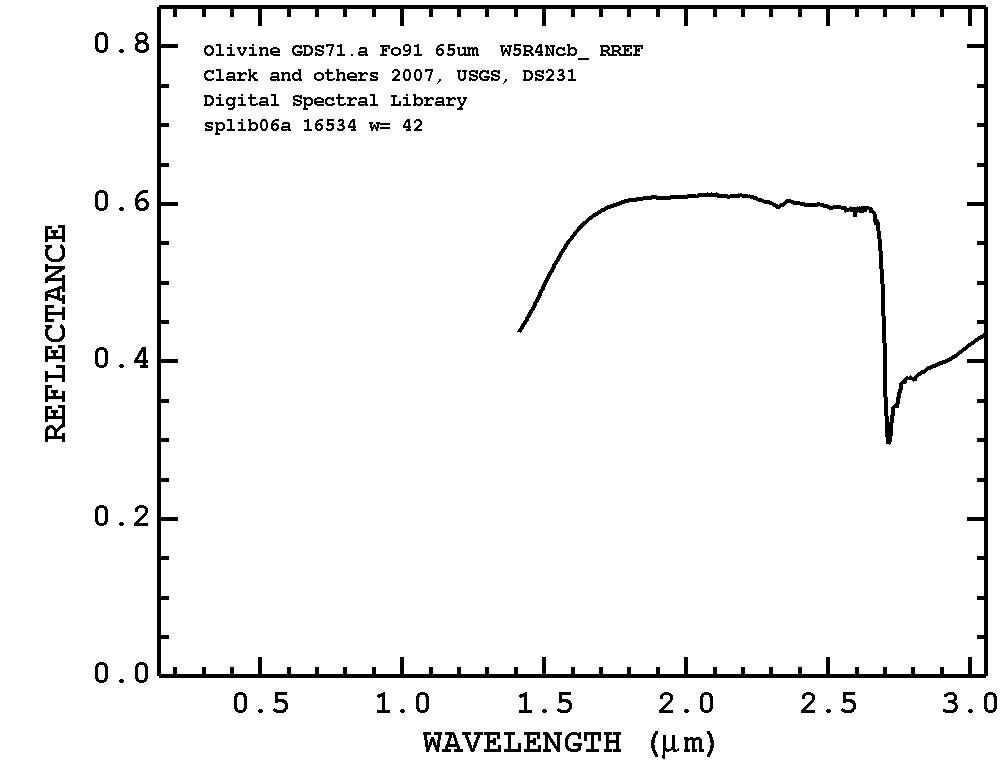 Olivine GDS71.a Fo91 65um W5R4Ncb_ RREF
Clark and others 2007, USGS, DS231
Digital Spectral Library
splib06a 16534 w= 42
0.8
0.6
0.4
0.2
0.0
REFLECTANCE
0.5 1.0 1.5 2.0 2.5 3.0
WAVELENGTH (μm)